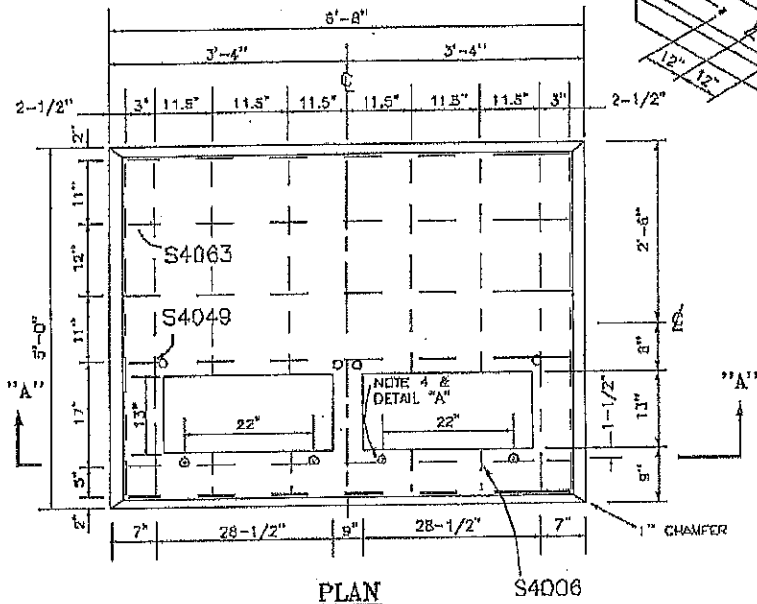 6'-8"
3'-4" 3'-4"
12" 12"
℄
2-1/2" 3" 11.5" 11.5" 11.5" 11.5" 11.5" 11.5" 3" 2-1/2"
2"
11"
2'-6"
S4063
12"
℄
5'-0"
11"
S4049
8"
"A" "A"
NOTE 4 &
DETAIL "A"
17"
13"
22" 22"
1-1/2"
13"
5"
9"
2"
7" 28-1/2" 9" 28-1/2" 7"
1" CHAMFER
PLAN
S4006